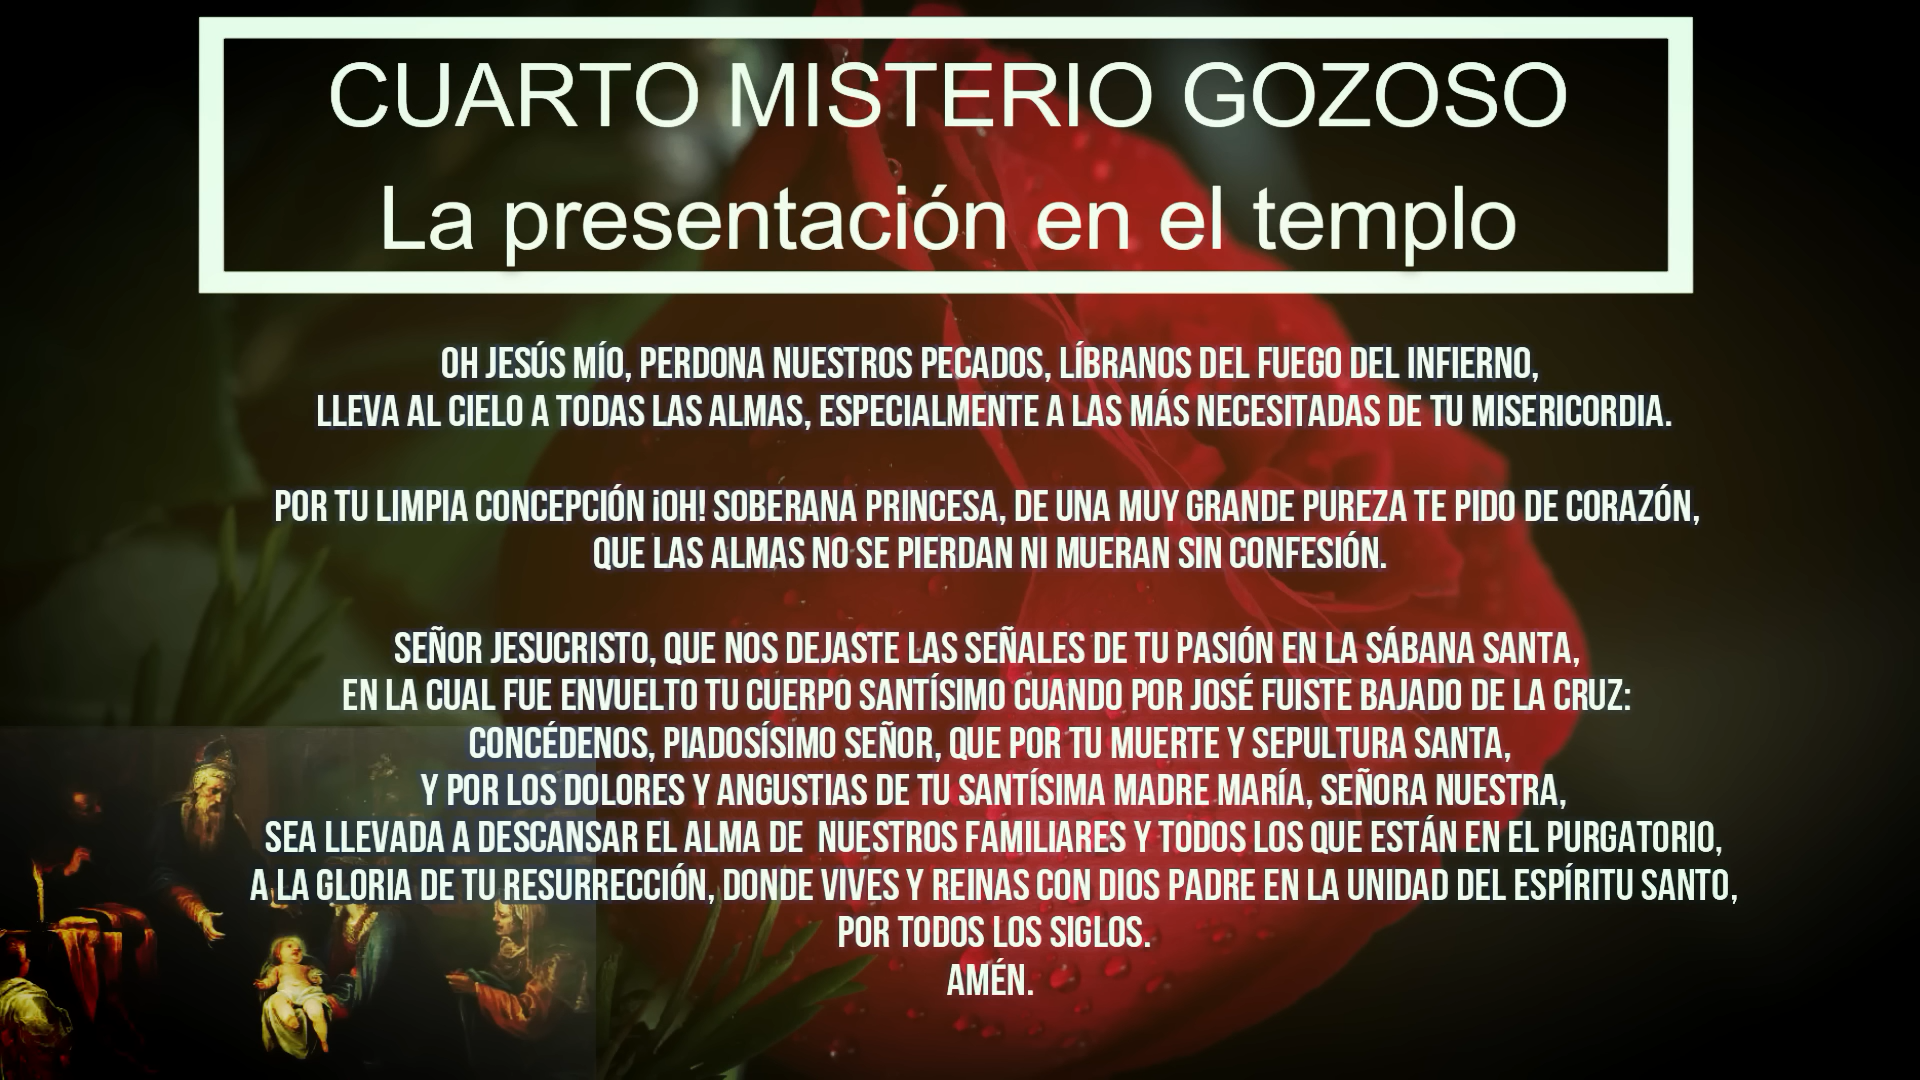 CUARTO MISTERIO GOZOSO
La presentación en el templo
OH JESÚS MÍO, PERDONA NUESTROS PECADOS, LÍBRANOS DEL FUEGO DEL INFIERNO,
LLEVA AL CIELO A TODAS LAS ALMAS, ESPECIALMENTE A LAS MÁS NECESITADAS DE TU MISERICORDIA.
POR TU LIMPIA CONCEPCIÓN ¡OH! SOBERANA PRINCESA, DE UNA MUY GRANDE PUREZA TE PIDO DE CORAZÓN,
QUE LAS ALMAS NO SE PIERDAN NI MUERAN SIN CONFESIÓN.
SEÑOR JESUCRISTO, QUE NOS DEJASTE LAS SEÑALES DE TU PASIÓN EN LA SÁBANA SANTA,
EN LA CUAL FUE ENVUELTO TU CUERPO SANTÍSIMO CUANDO POR JOSÉ FUISTE BAJADO DE LA CRUZ:
CONCÉDENOS, PIADOSÍSIMO SEÑOR, QUE POR TU MUERTE Y SEPULTURA SANTA,
Y POR LOS DOLORES Y ANGUSTIAS DE TU SANTÍSIMA MADRE MARÍA, SEÑORA NUESTRA,
SEA LLEVADA A DESCANSAR EL ALMA DE  NUESTROS FAMILIARES Y TODOS LOS QUE ESTÁN EN EL PURGATORIO,
A LA GLORIA DE TU RESURRECCIÓN, DONDE VIVES Y REINAS CON DIOS PADRE EN LA UNIDAD DEL ESPÍRITU SANTO,
POR TODOS LOS SIGLOS.
AMÉN.